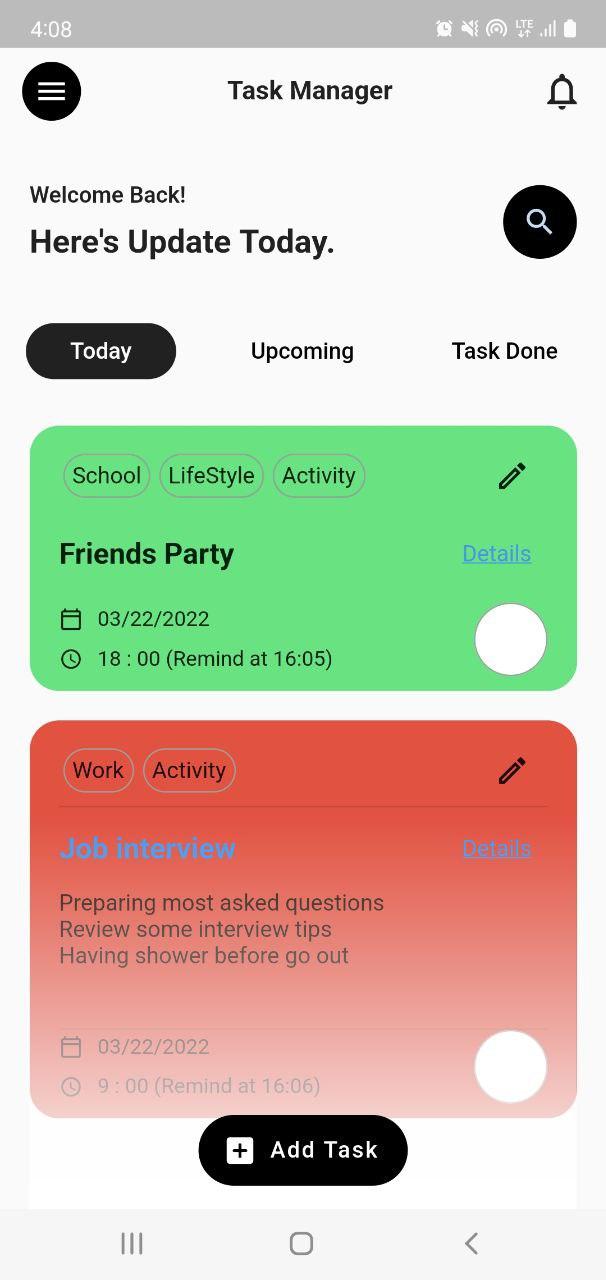 4:08
LTE
Task Manager
Welcome Back!
Here's Update Today.
Today Upcoming Task Done
School LifeStyle Activity
Friends Party Details
03/22/2022
18 : 00 (Remind at 16:05)
Work Activity
Job interview Details
Preparing most asked questions
Review some interview tips
Having shower before go out
03/22/2022
9 : 00 (Remind at 16:06)
Add Task